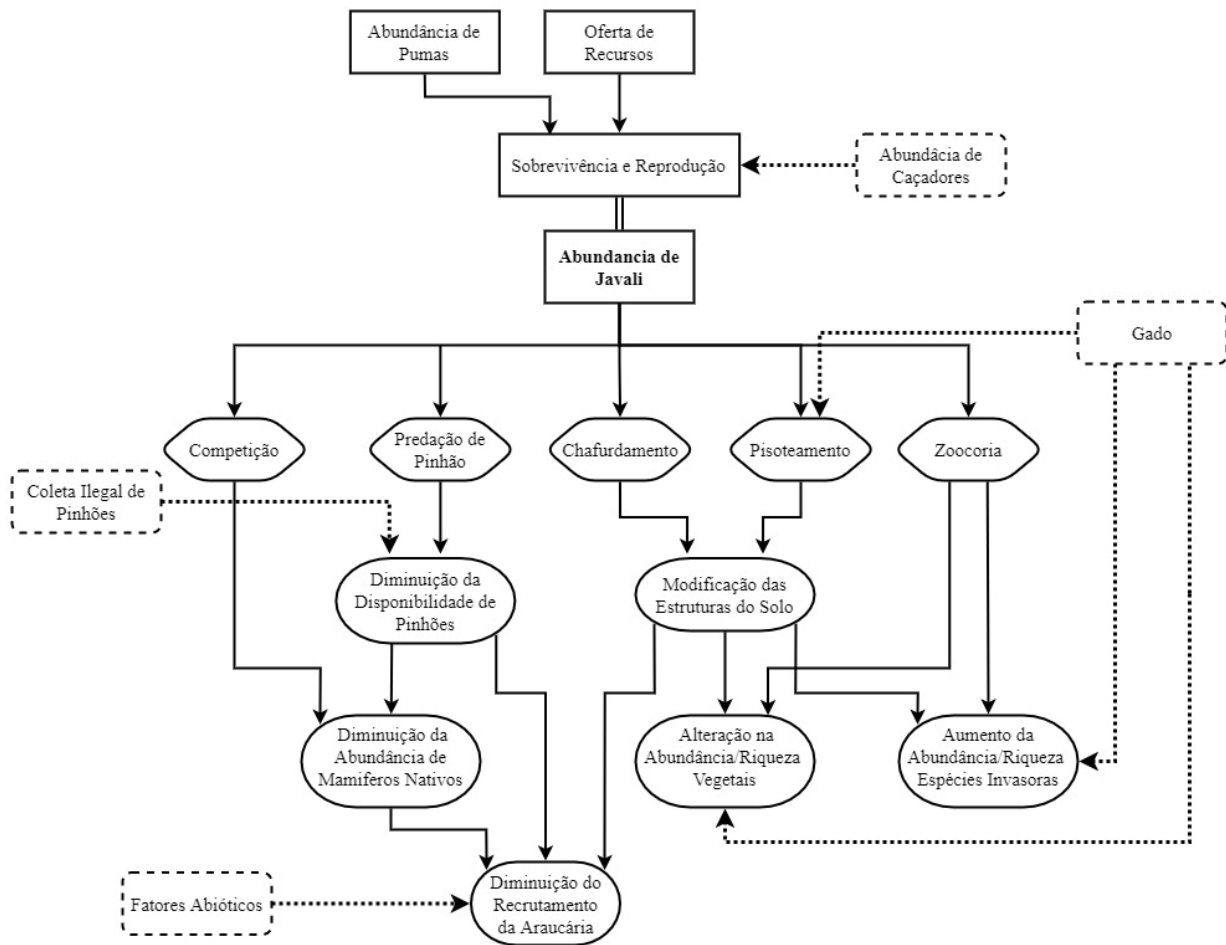 Abundância de
Pumas
Oferta de
Recursos
Sobrevivência e Reprodução
Abundâcia de
Caçadores
Abundancia de
Javali
Gado
Competição
Predação de
Pinhão
Chafurdamento
Pisoteamento
Zoocoria
Coleta Ilegal de
Pinhões
Diminuição da
Disponibilidade de
Pinhões
Modificação das
Estruturas do Solo
Diminuição da
Abundância de
Mamiferos Nativos
Alteração na
Abundância/Riqueza
Vegetais
Aumento da
Abundância/Riqueza
Espécies Invasoras
Fatores Abióticos
Diminuição do
Recrutamento
da Araucária